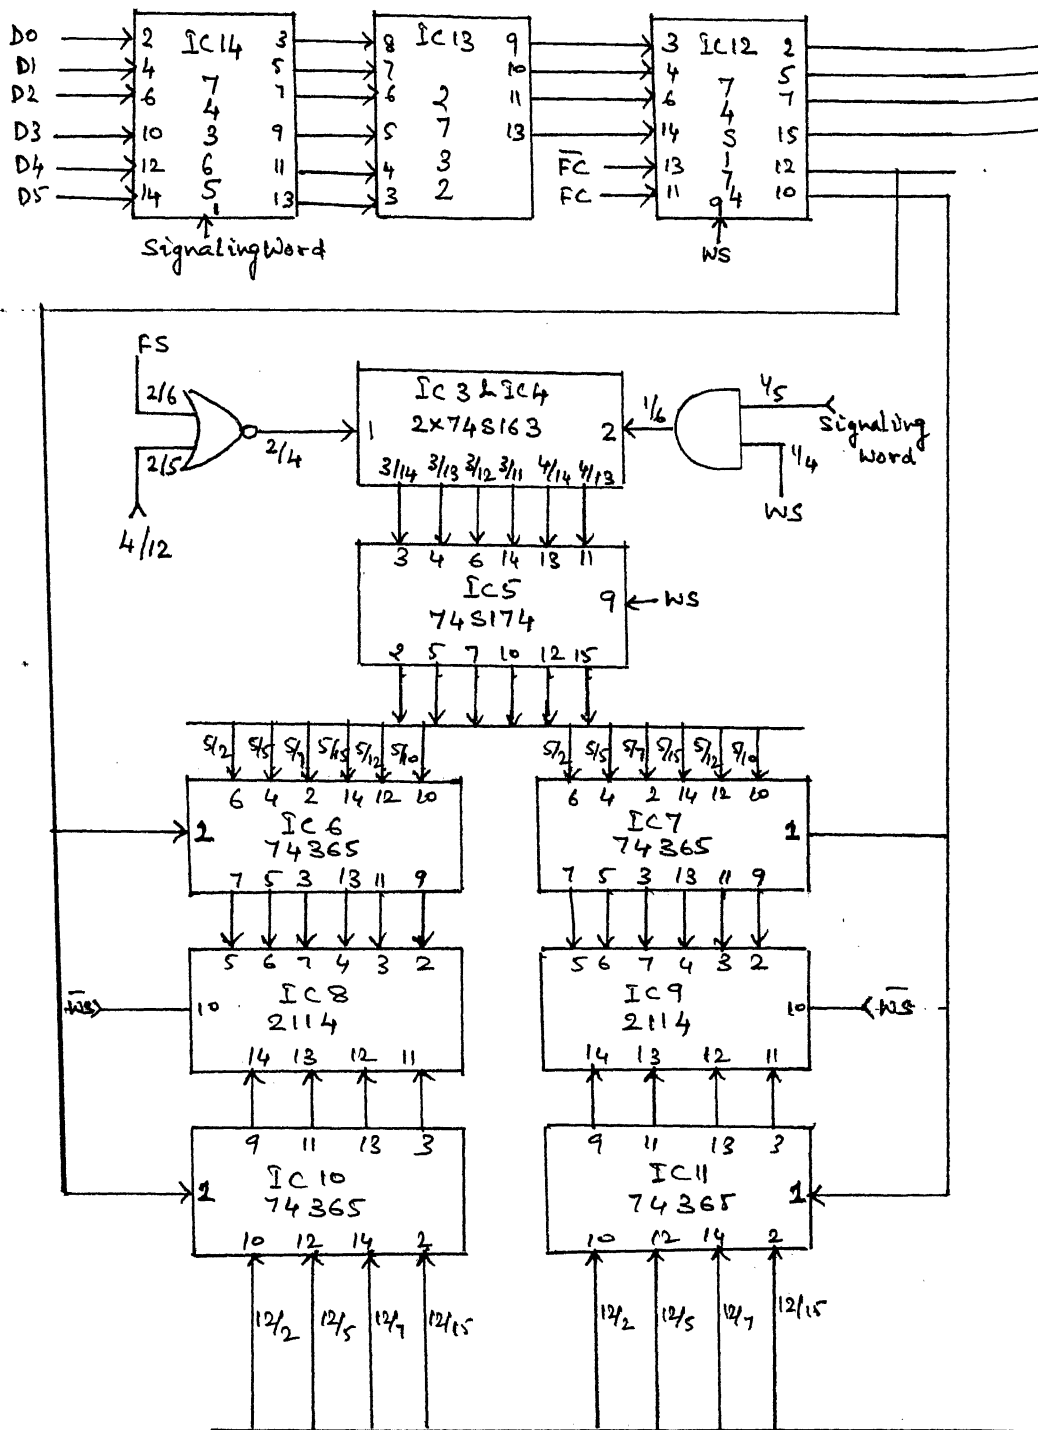 D0 2 IC14 3 8 IC13 9 3 IC12 2
D1 4 5 7 10 4 5
D2 6 7 7 6 2 11 6 7 7
4 4
D3 10 3 9 5 7 13 14 S 15
D4 12 6 11 4 3 F̅C̅ 13 1 12
D5 14 5 13 3 2 FC 11 7 10
1 9 4
Signaling Word WS
FS
2/6 IC 3 & IC4 1/6 1/5
1 2x74S163 2 Signaling Word
2/5 2/4 1/4
3/14 3/13 3/12 3/11 4/14 4/13
4/12 WS
3 4 6 14 13 11
IC5 9 WS
74S174
2 5 7 10 12 15
5/2 5/5 5/7 5/15 5/12 5/10 5/2 5/5 5/7 5/15 5/12 5/10
6 4 2 14 12 10 6 4 2 14 12 10
1 IC6 IC7 1
74365 74365
7 5 3 13 11 9 7 5 3 13 11 9
5 6 7 4 3 2 5 6 7 4 3 2
W̅S̅ 10 IC8 IC9 10 W̅S̅
2114 2114
14 13 12 11 14 13 12 11
9 11 13 3 9 11 13 3
1 IC10 IC11 1
74365 74365
10 12 14 2 10 12 14 2
12/2 12/5 12/7 12/15 12/2 12/5 12/7 12/15